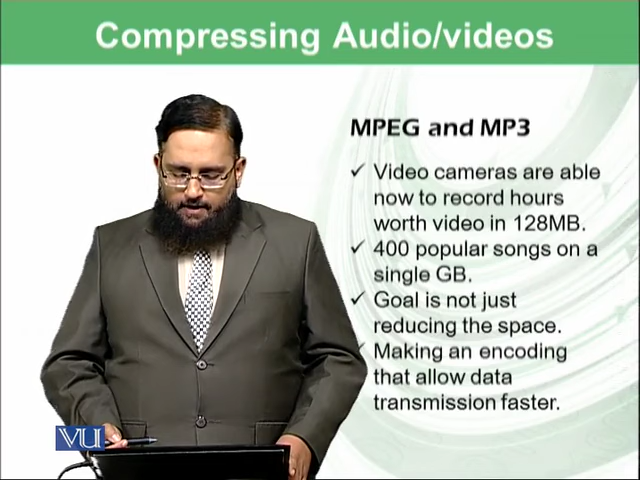 Compressing Audio/videos
MPEG and MP3
✓ Video cameras are able
now to record hours
worth video in 128MB.
✓ 400 popular songs on a
single GB.
✓ Goal is not just
reducing the space.
✓ Making an encoding
that allow data
transmission faster.
VU